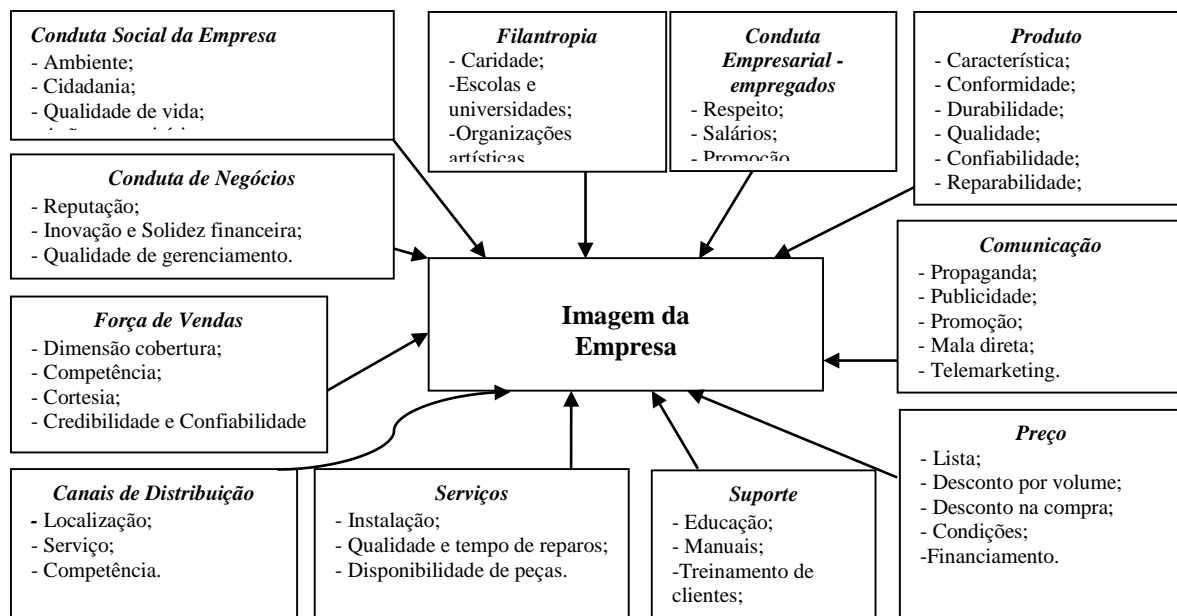 Conduta Social da Empresa
- Ambiente;
- Cidadania;
- Qualidade de vida;
Filantropia
- Caridade;
-Escolas e
universidades;
-Organizações
artísticas
Conduta
Empresarial -
empregados
- Respeito;
- Salários;
- Promoção
Produto
- Característica;
- Conformidade;
- Durabilidade;
- Qualidade;
- Confiabilidade;
- Reparabilidade;
Conduta de Negócios
- Reputação;
- Inovação e Solidez financeira;
- Qualidade de gerenciamento.
Comunicação
- Propaganda;
- Publicidade;
- Promoção;
- Mala direta;
- Telemarketing.
Imagem da
Empresa
Força de Vendas
- Dimensão cobertura;
- Competência;
- Cortesia;
- Credibilidade e Confiabilidade
Preço
- Lista;
- Desconto por volume;
- Desconto na compra;
- Condições;
-Financiamento.
Canais de Distribuição
- Localização;
- Serviço;
- Competência.
Serviços
- Instalação;
- Qualidade e tempo de reparos;
- Disponibilidade de peças.
Suporte
- Educação;
- Manuais;
-Treinamento de
clientes;